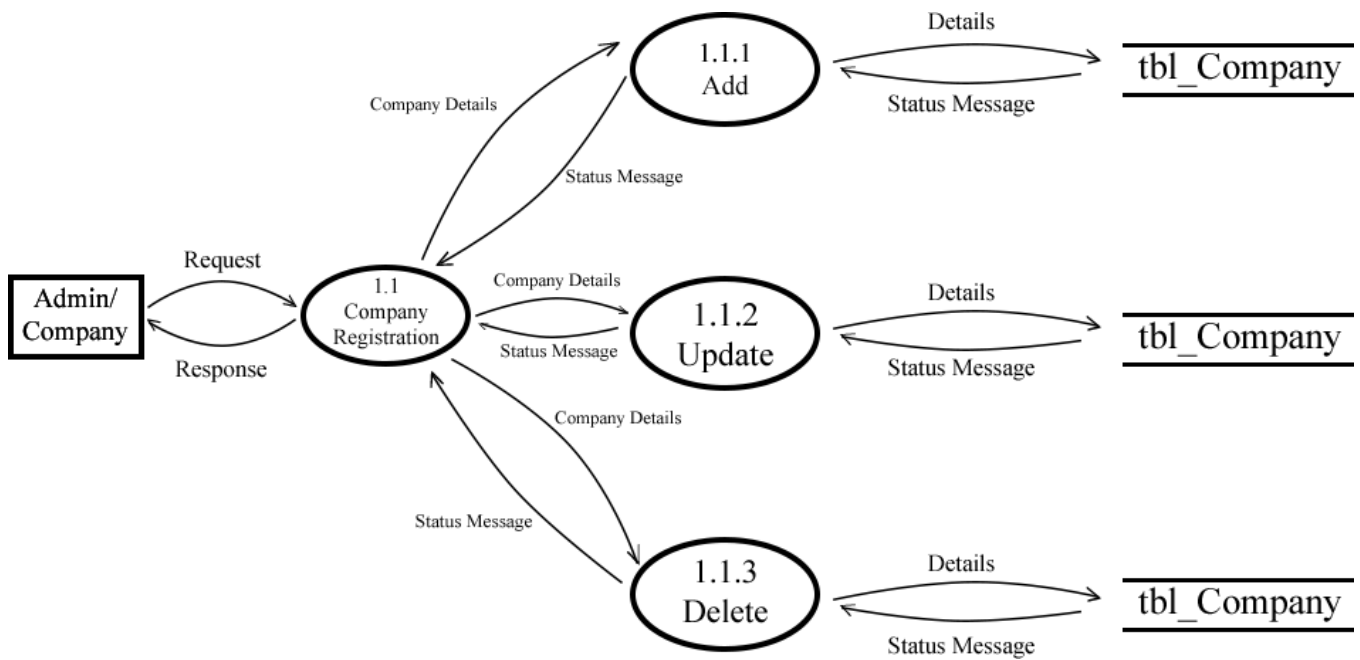 1.1.1
Add
Details
tbl_Company
Status Message
Company Details
Status Message
Admin/
Company
Request
Response
1.1
Company
Registration
Company Details
Status Message
1.1.2
Update
Details
tbl_Company
Status Message
Company Details
Status Message
1.1.3
Delete
Details
tbl_Company
Status Message